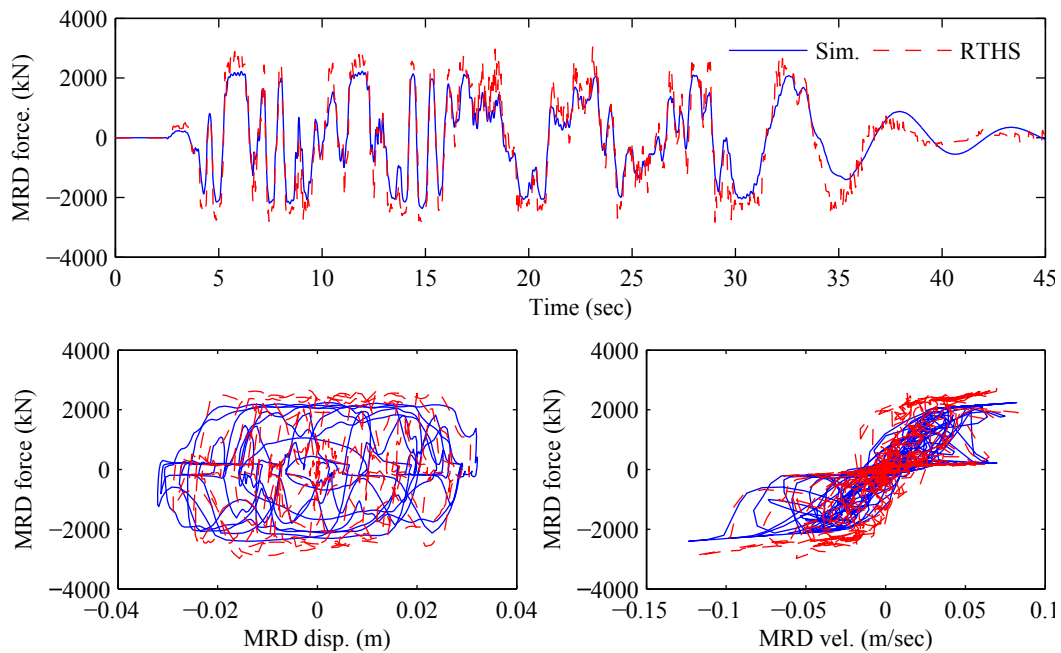 4000
2000
0
−2000
−4000
MRD force. (kN)
Sim.
RTHS
0 5 10 15 20 25 30 35 40 45
Time (sec)
4000
2000
0
−2000
−4000
MRD force (kN)
−0.04 −0.02 0 0.02 0.04
MRD disp. (m)
4000
2000
0
−2000
−4000
MRD force (kN)
−0.15 −0.1 −0.05 0 0.05 0.1
MRD vel. (m/sec)